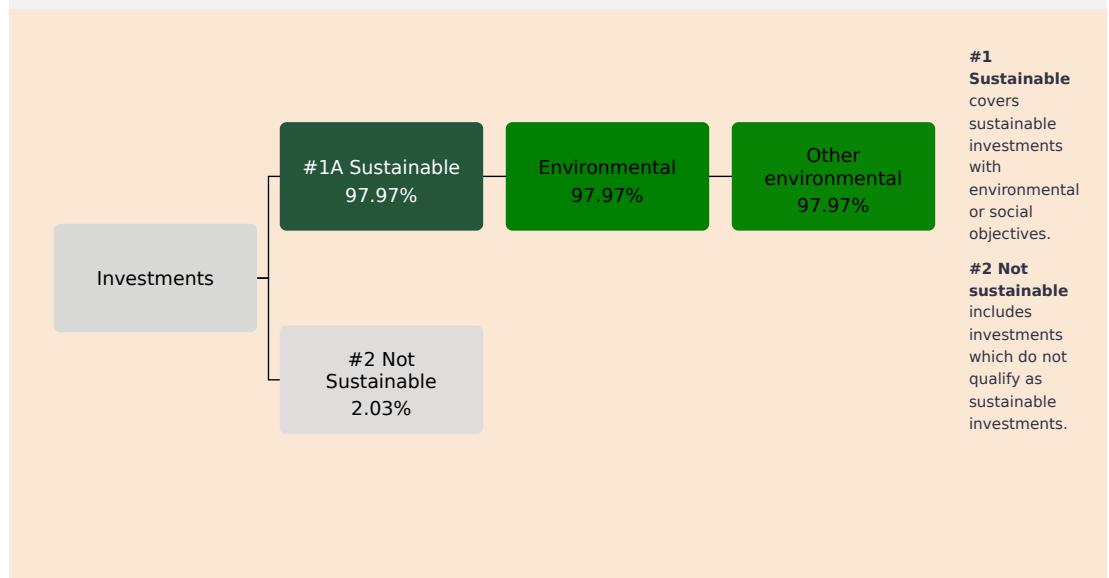 Investments
#1A Sustainable
97.97%
Environmental
97.97%
Other
environmental
97.97%
#2 Not
Sustainable
2.03%
#1
Sustainable
covers
sustainable
investments
with
environmental
or social
objectives.
#2 Not
sustainable
includes
investments
which do not
qualify as
sustainable
investments.